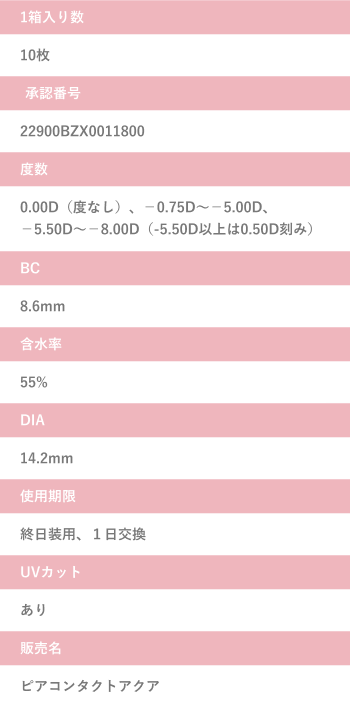 1箱入り数
10枚
承認番号
22900BZX0011800
度数
0.00D（度なし）、－0.75D～－5.00D、
－5.50D～－8.00D（-5.50D以上は0.50D刻み）
BC
8.6mm
含水率
55%
DIA
14.2mm
使用期限
終日装用、１日交換
UVカット
あり
販売名
ピアコンタクトアクア